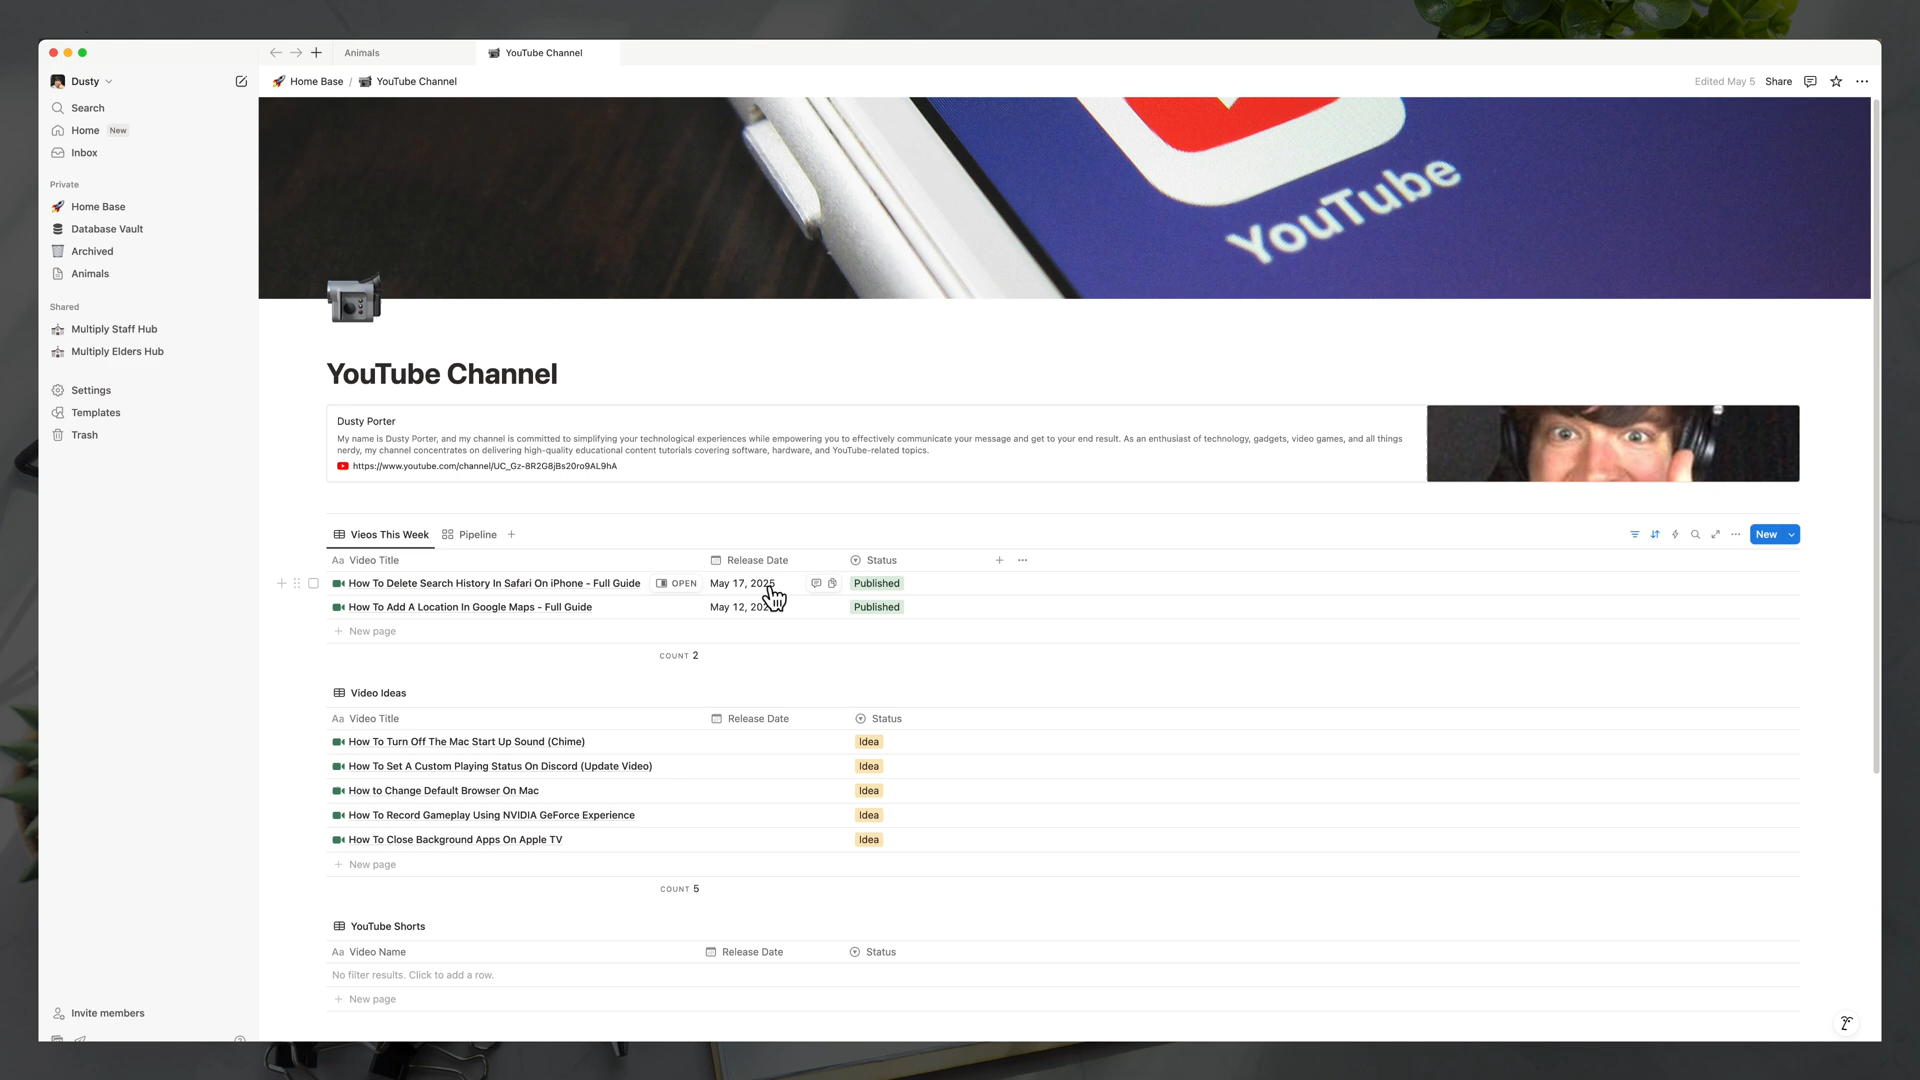 Animals
YouTube Channel
Dusty
Home Base / YouTube Channel
Edited May 5 Share
Search
Home New
Inbox
Private
Home Base
Database Vault
Archived
Animals
Shared
Multiply Staff Hub
Multiply Elders Hub
Settings
Templates
Trash
Invite members
YouTube
YouTube Channel
Dusty Porter
My name is Dusty Porter, and my channel is committed to simplifying your technological experiences while empowering you to effectively communicate your message and get to your end result. As an enthusiast of technology, gadgets, video games, and all things
nerdy, my channel concentrates on delivering high-quality educational content tutorials covering software, hardware, and YouTube-related topics.
https://www.youtube.com/channel/UC_Gz-8R2G8jBs20ro9AL9hA
Vieos This Week Pipeline New
Aa Video Title Release Date Status
How To Delete Search History In Safari On iPhone - Full Guide OPEN May 17, 2025 Published
How To Add A Location In Google Maps - Full Guide May 12, Published
New page
COUNT 2
Video Ideas
Aa Video Title Release Date Status
How To Turn Off The Mac Start Up Sound (Chime) Idea
How To Set A Custom Playing Status On Discord (Update Video) Idea
How to Change Default Browser On Mac Idea
How To Record Gameplay Using NVIDIA GeForce Experience Idea
How To Close Background Apps On Apple TV Idea
New page
COUNT 5
YouTube Shorts
Aa Video Name Release Date Status
No filter results. Click to add a row.
New page